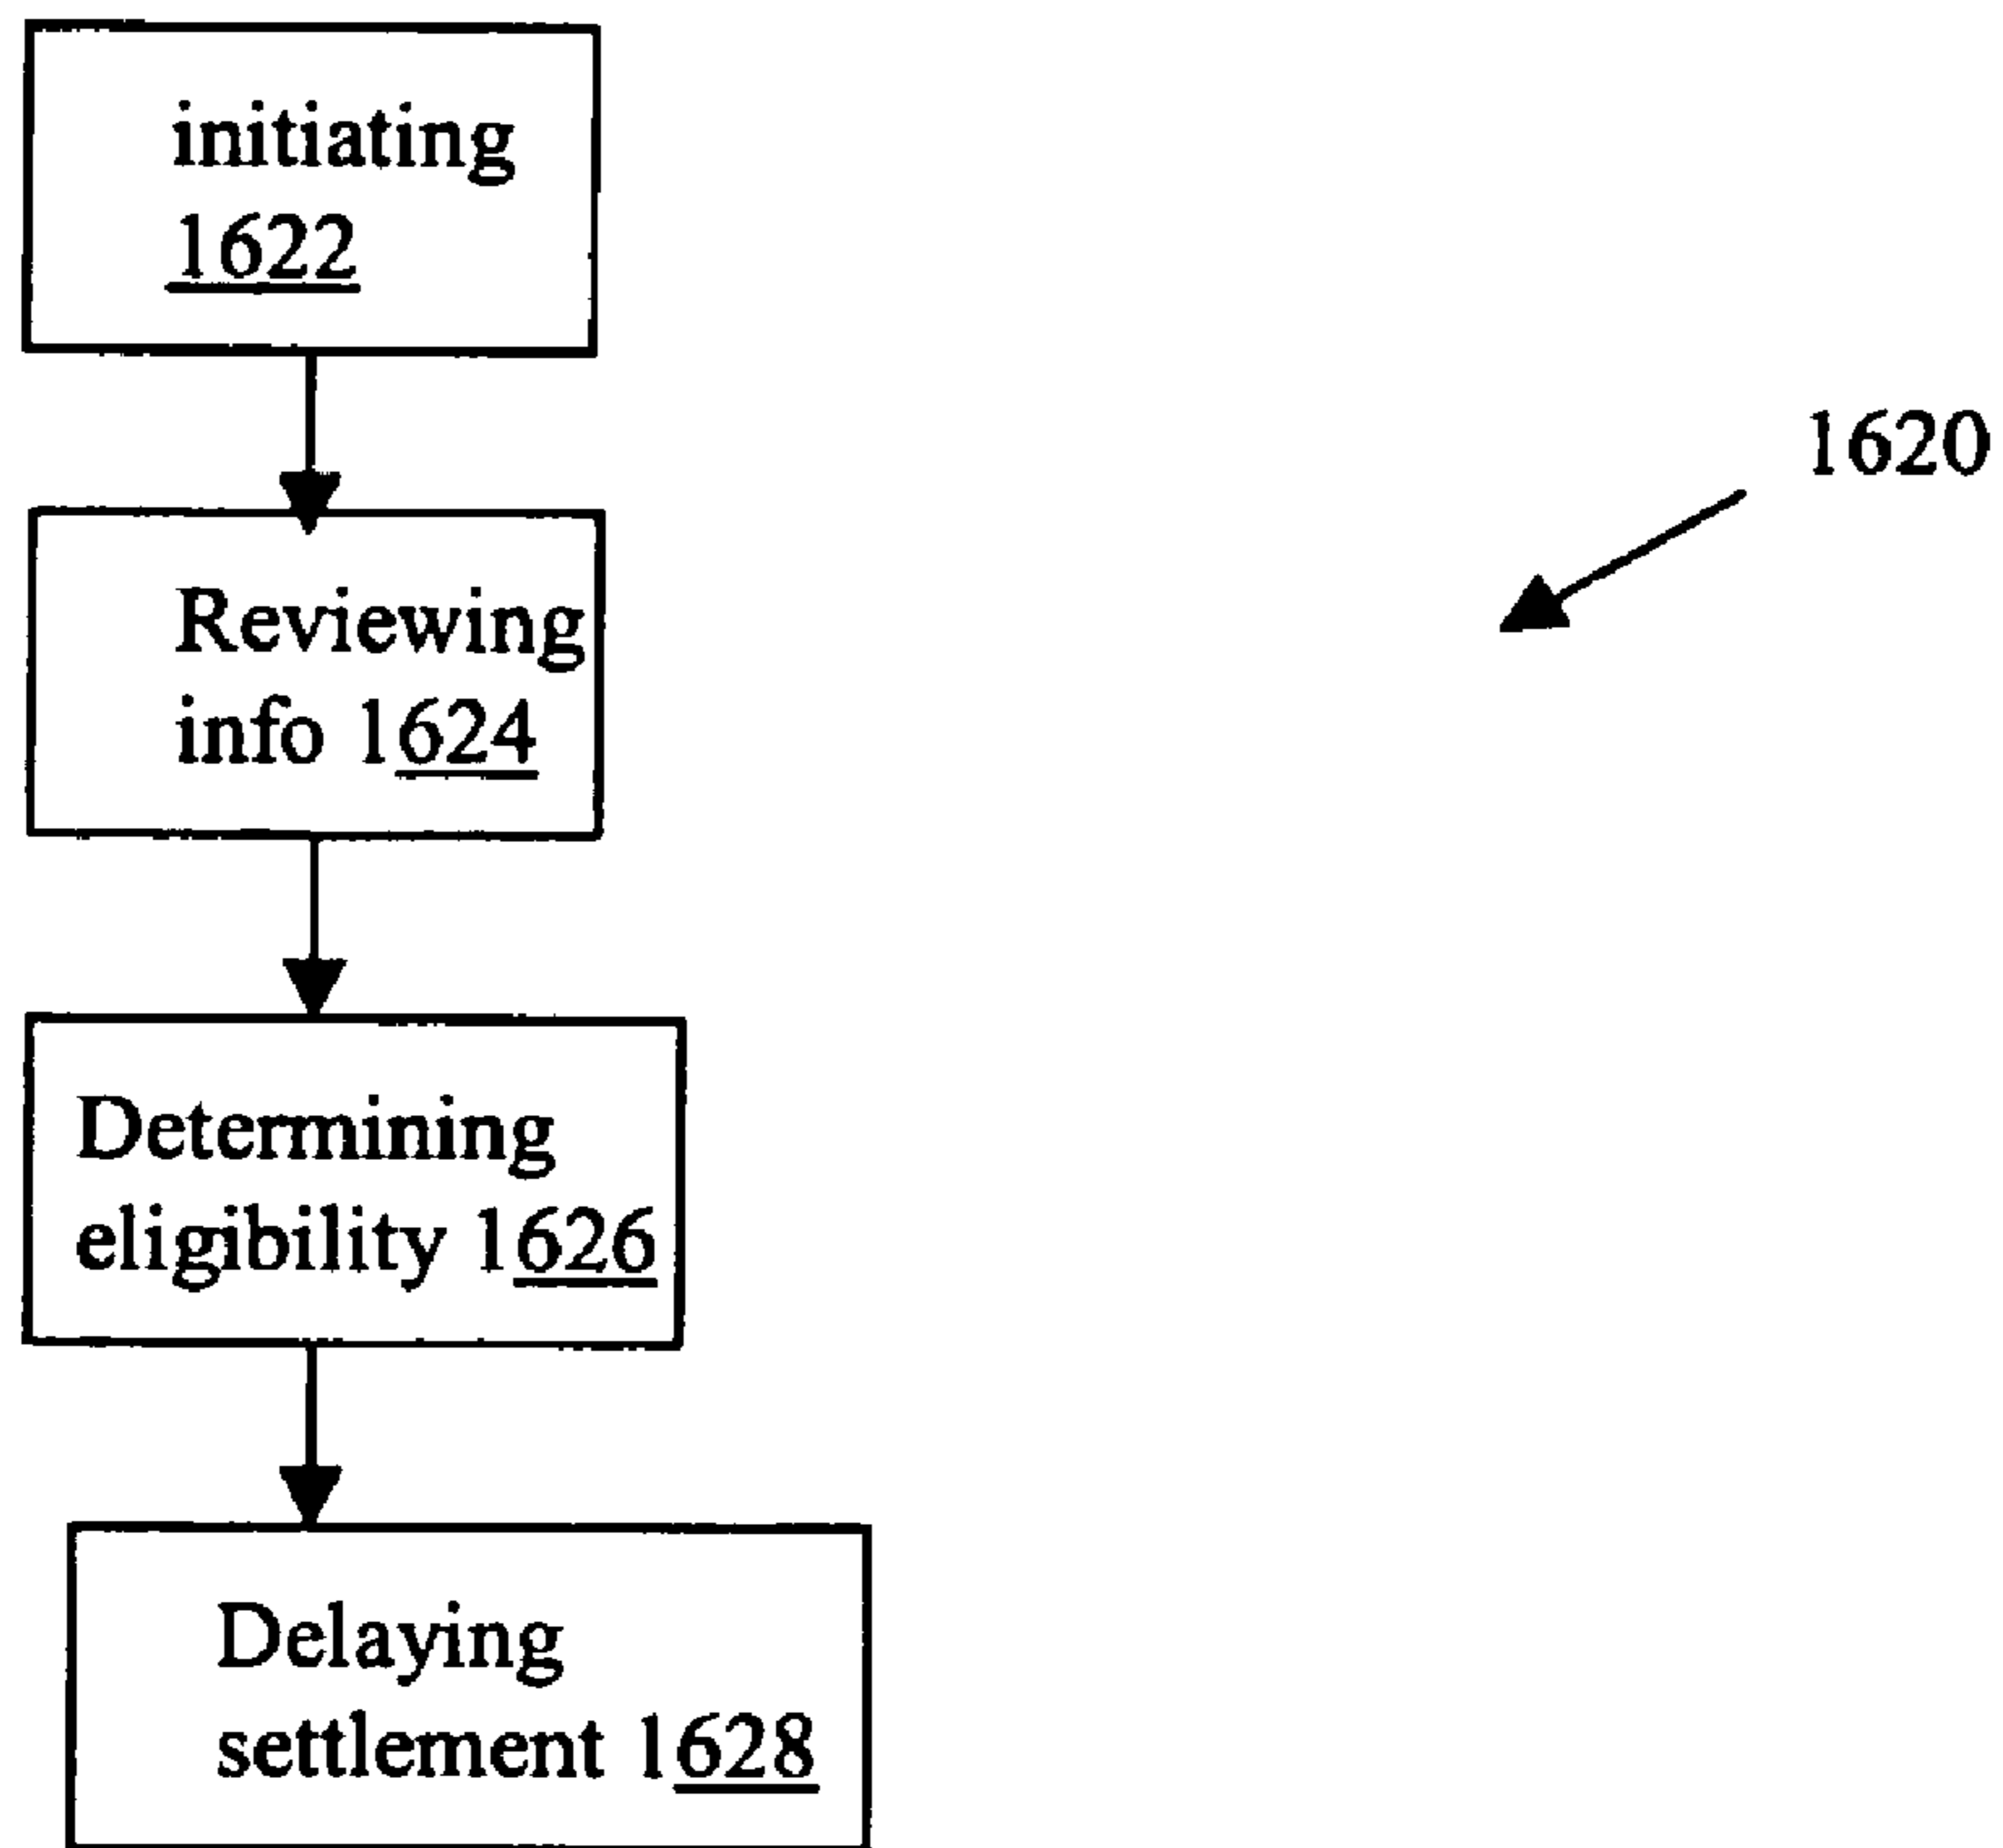 initiating
1622
1620
Reviewing
info 1624
Determining
eligibility 1626
Delaying
settlement 1628